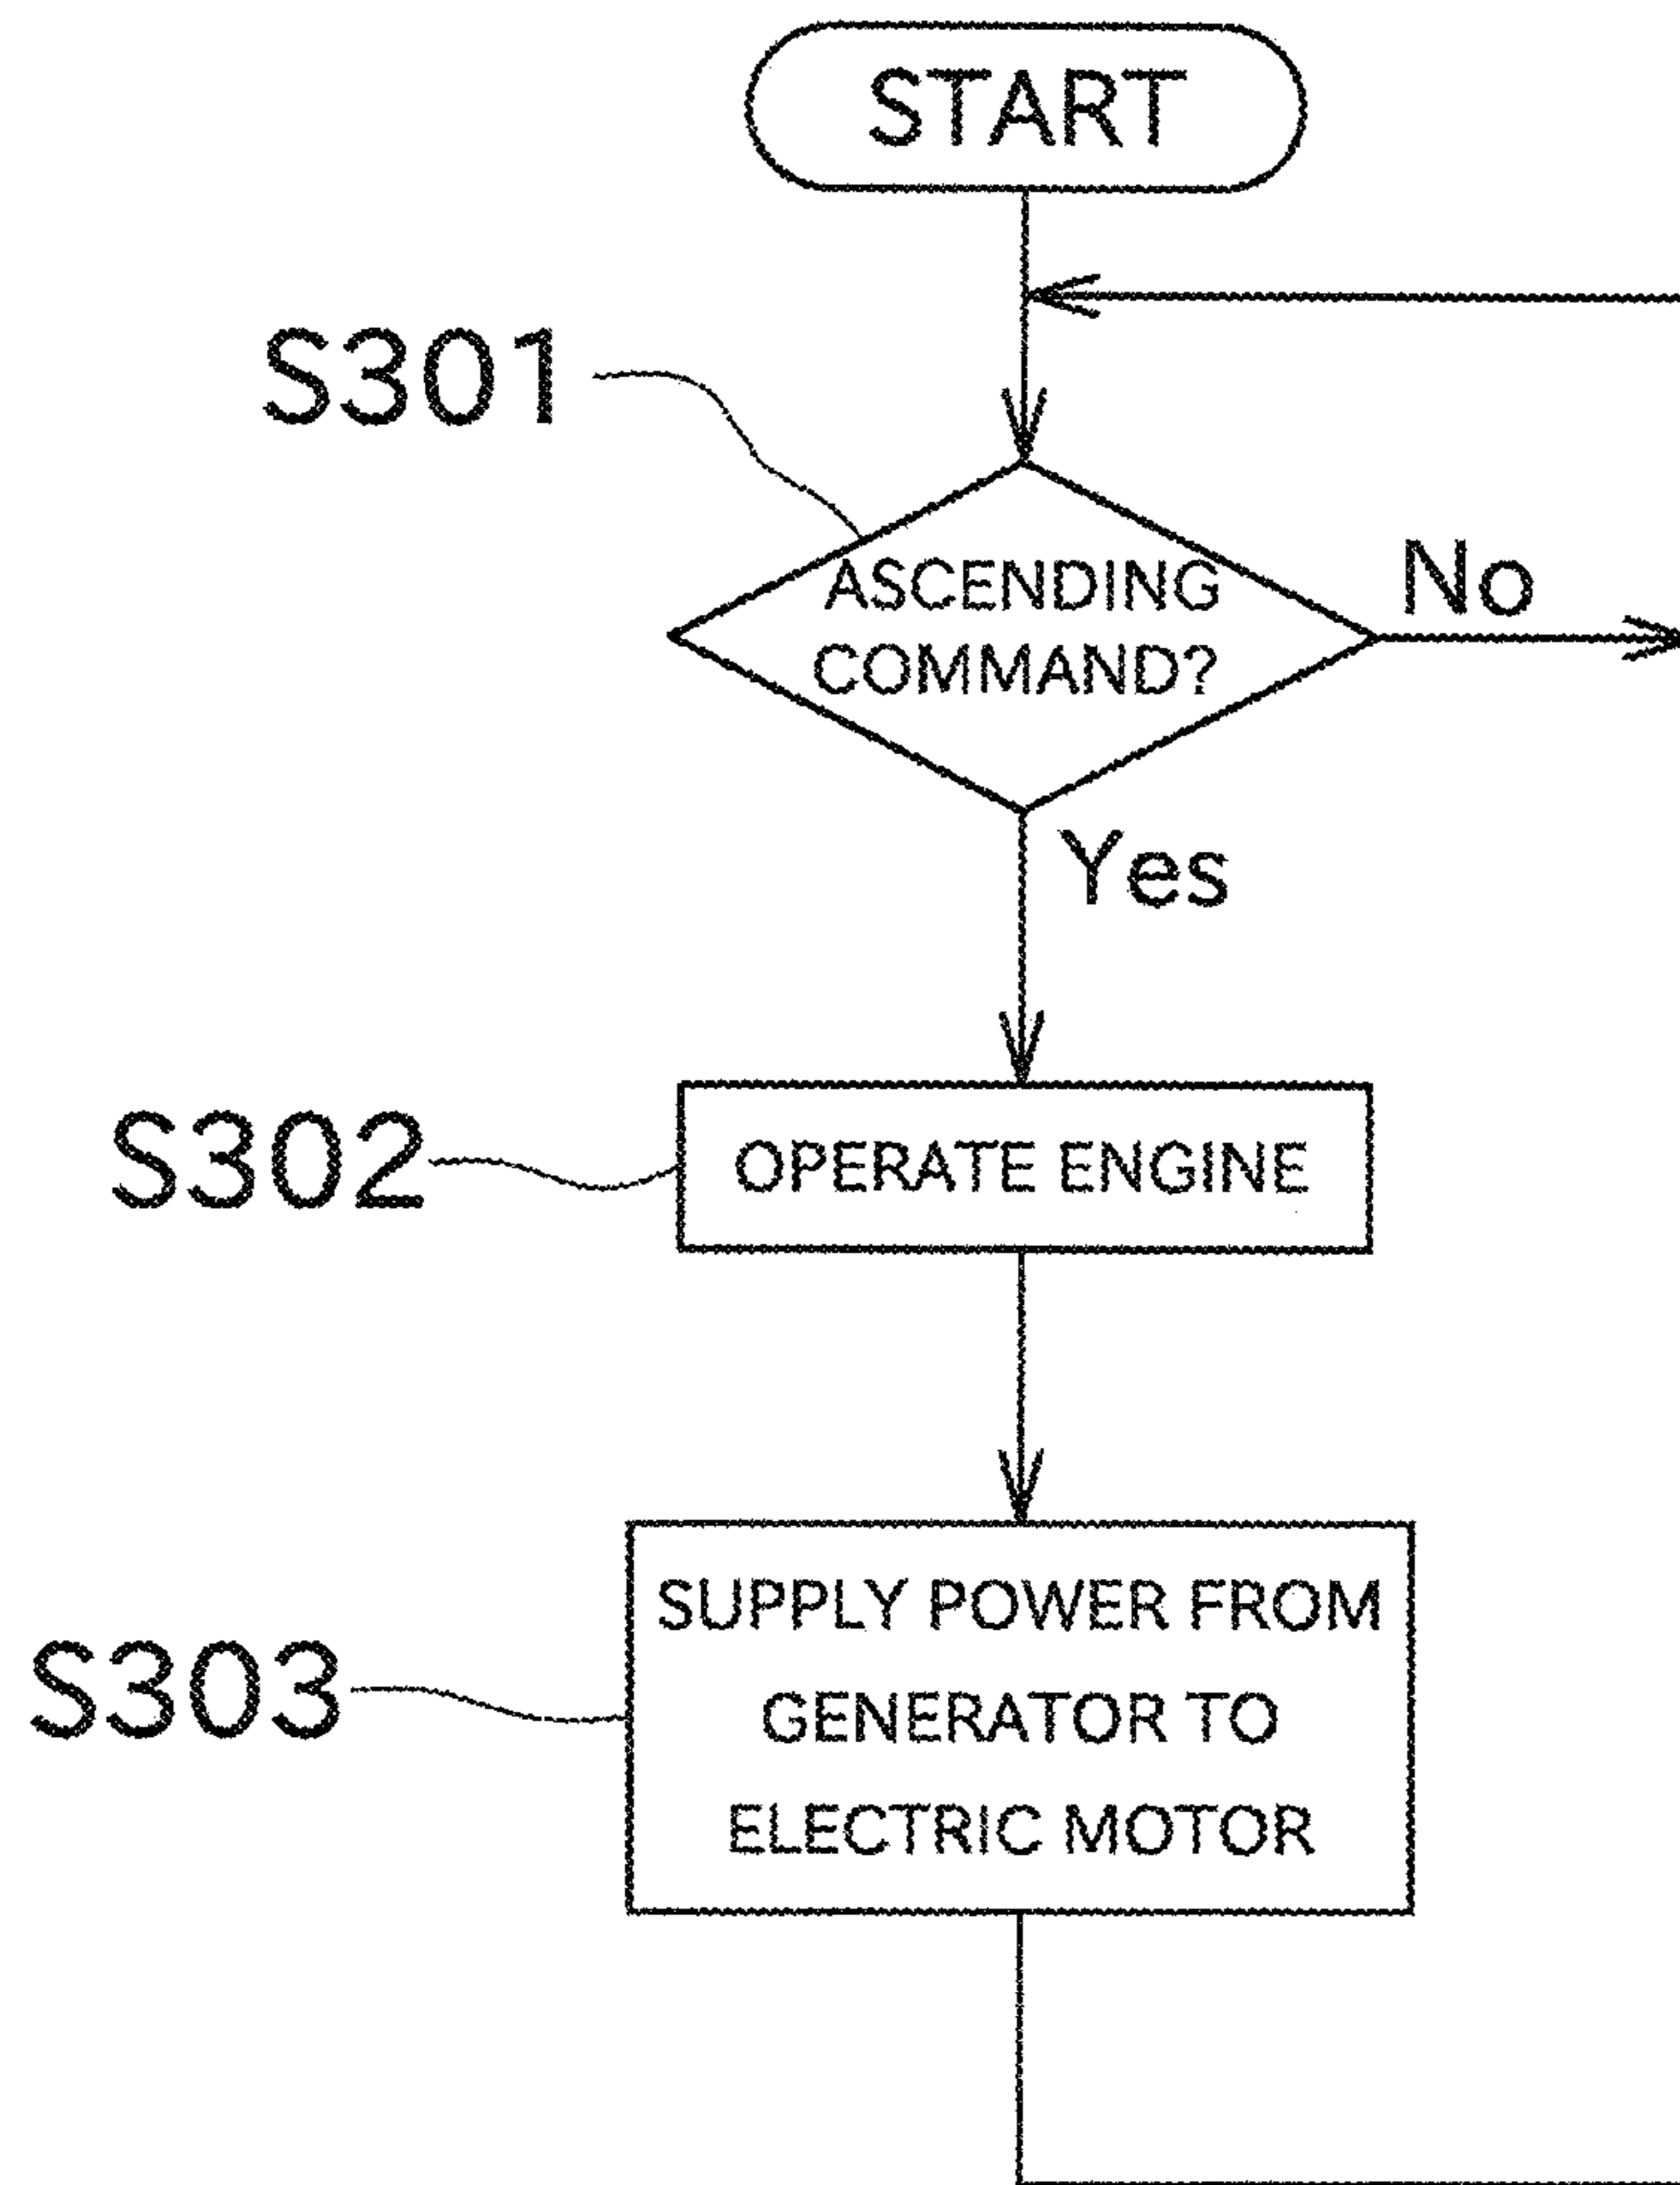 START
S301
ASCENDING
COMMAND?
No
Yes
S302
OPERATE ENGINE
S303
SUPPLY POWER FROM
GENERATOR TO
ELECTRIC MOTOR